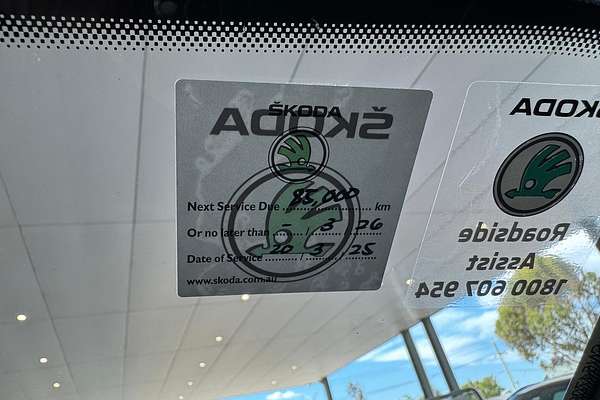 ŠKODA
ŠKODA
Next Service Due 85,000 km
Or no later than ...... / 3 / 26
Date of Service 20 / 3 / 25
www.skoda.com.au
ŠKODA
Roadside
Assist
1800 607 954